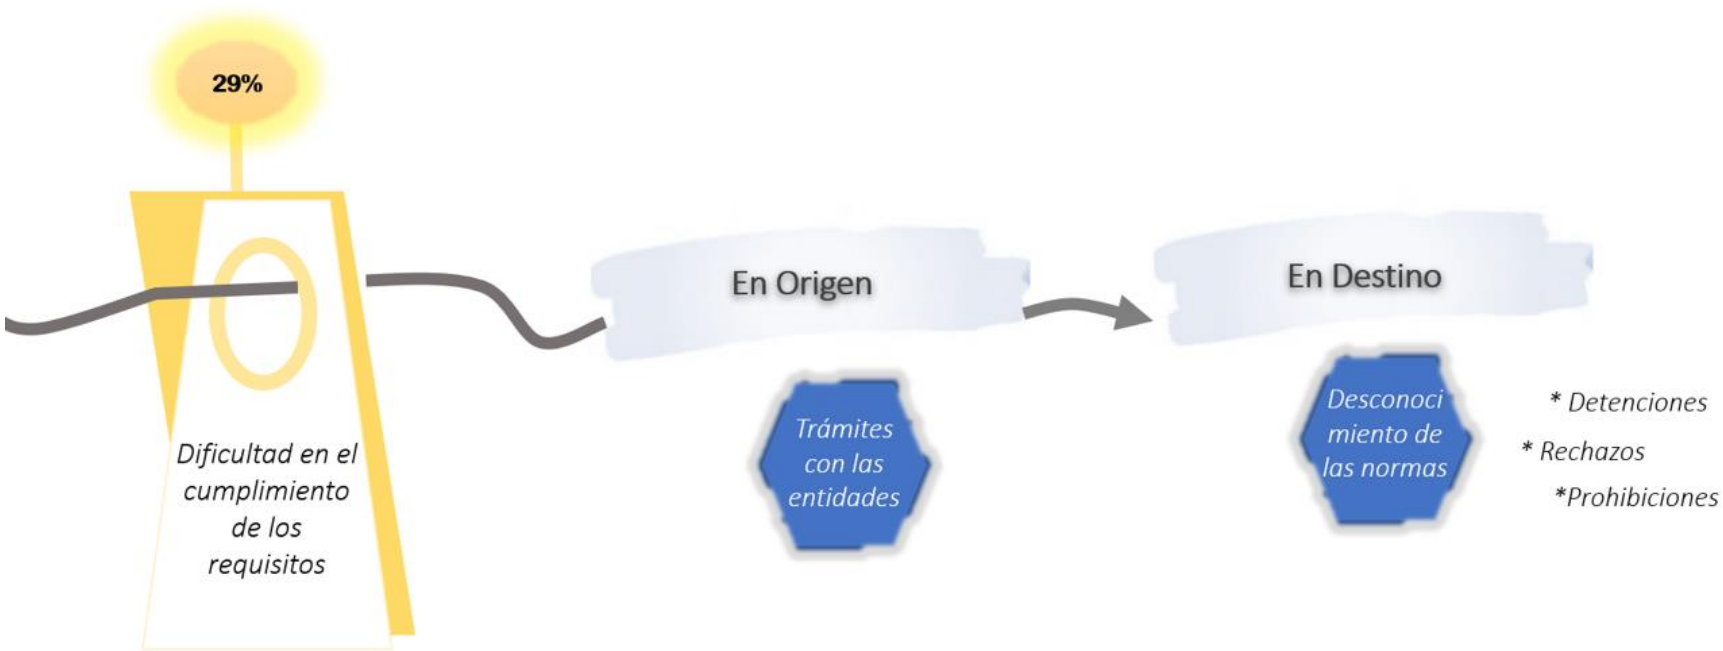 29%
Dificultad en el
cumplimiento
de los
requisitos
En Origen
Trámites
con las
entidades
En Destino
Desconoci
miento de
las normas
* Detenciones
* Rechazos
*Prohibiciones